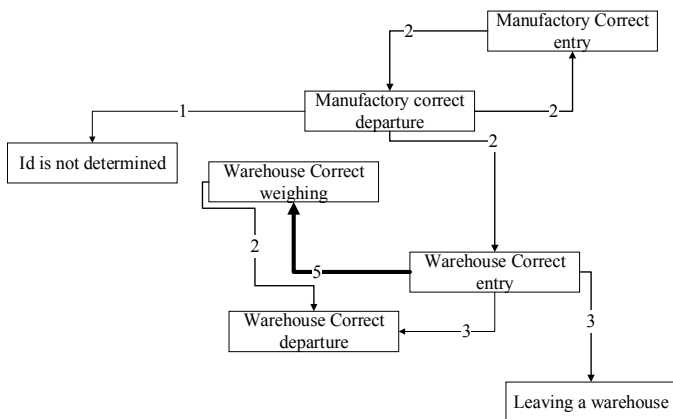 Manufactory Correct
entry
2
Manufactory correct
departure
1
2
2
Id is not determined
Warehouse Correct
weighing
2
5
Warehouse Correct
entry
Warehouse Correct
departure
3
3
Leaving a warehouse